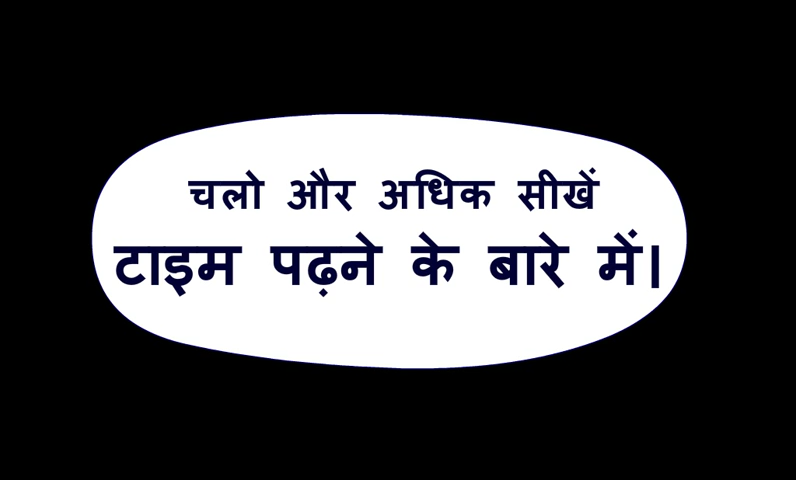 चलो और अधिक सीखें
टाइम पढ़ने के बारे में।